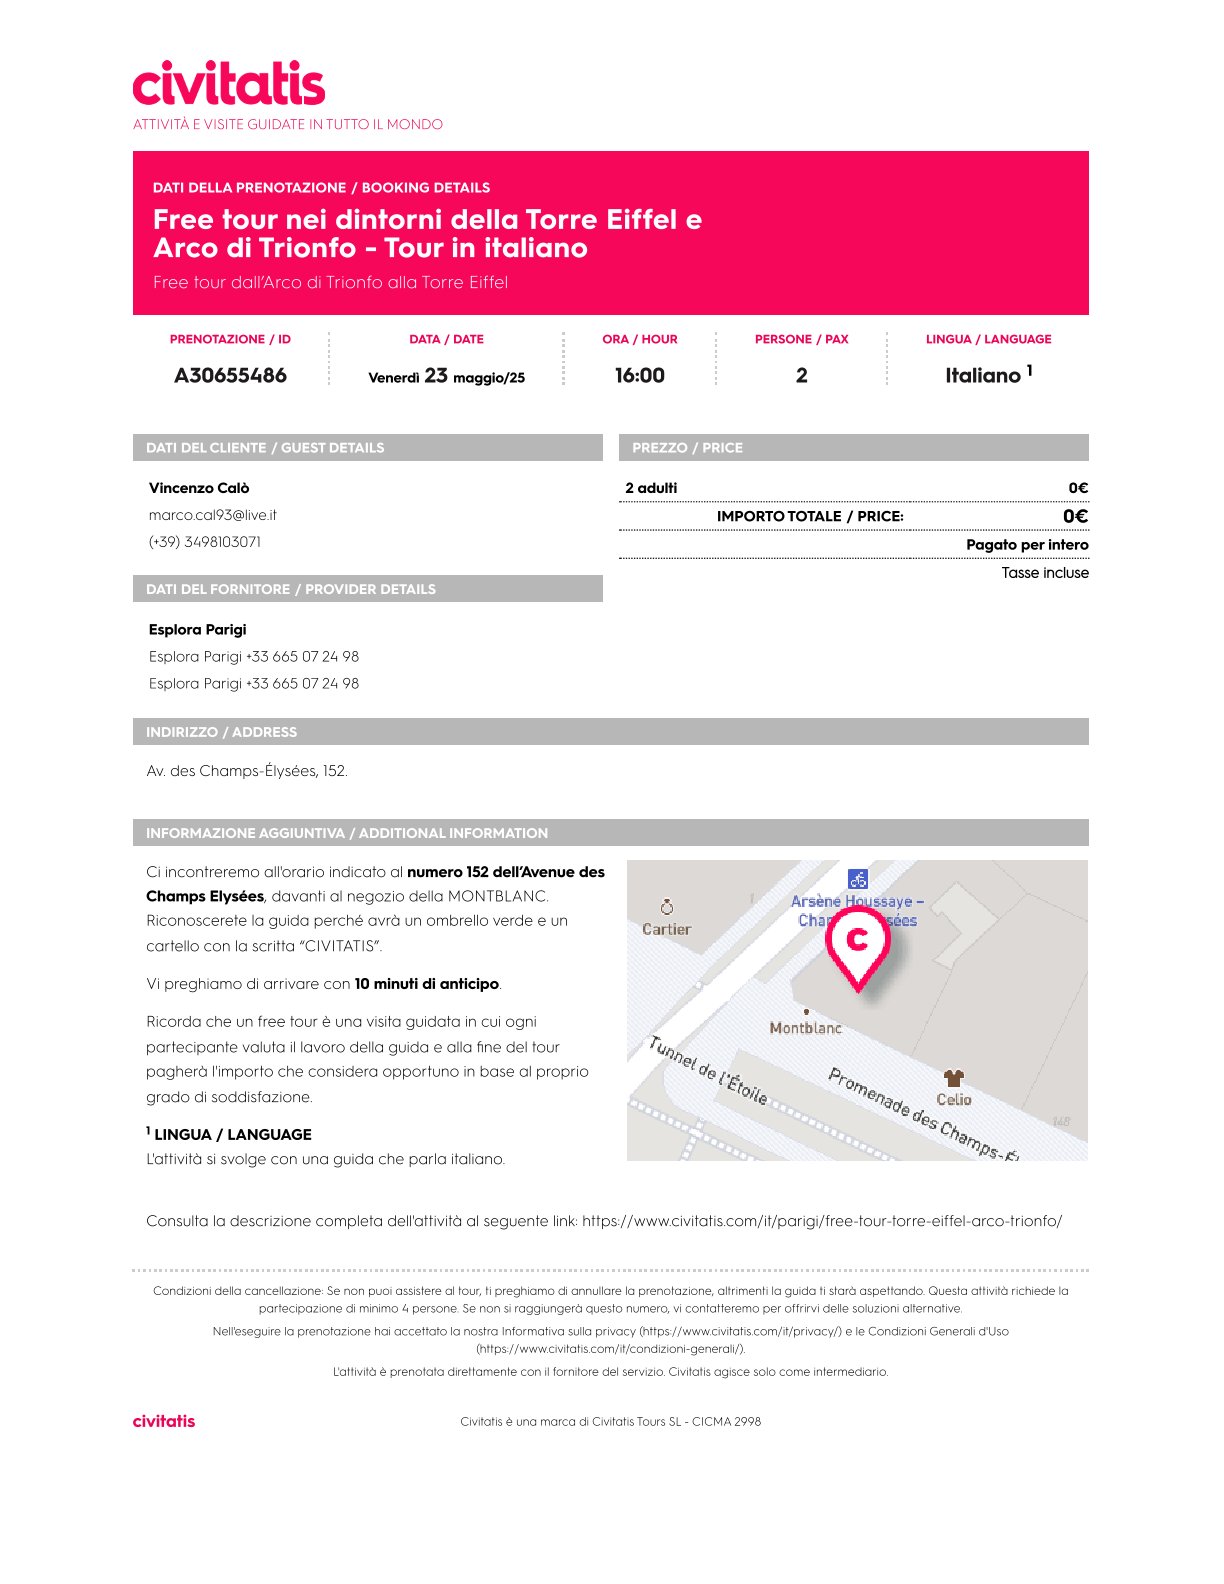 civitatis
ATTIVITÀ E VISITE GUIDATE IN TUTTO IL MONDO
DATI DELLA PRENOTAZIONE / BOOKING DETAILS
Free tour nei dintorni della Torre Eiffel e
Arco di Trionfo - Tour in italiano
Free tour dall’Arco di Trionfo alla Torre Eiffel
PRENOTAZIONE / ID
A30655486
DATA / DATE
Venerdì 23 maggio/25
ORA / HOUR
16:00
PERSONE / PAX
2
LINGUA / LANGUAGE
Italiano ¹
DATI DEL CLIENTE / GUEST DETAILS
Vincenzo Calò
marco.cal93@live.it
(+39) 3498103071
PREZZO / PRICE
2 adulti 0€
IMPORTO TOTALE / PRICE: 0€
Pagato per intero
Tasse incluse
DATI DEL FORNITORE / PROVIDER DETAILS
Esplora Parigi
Esplora Parigi +33 665 07 24 98
Esplora Parigi +33 665 07 24 98
INDIRIZZO / ADDRESS
Av. des Champs-Élysées, 152.
INFORMAZIONE AGGIUNTIVA / ADDITIONAL INFORMATION
Ci incontreremo all'orario indicato al numero 152 dell’Avenue des
Champs Elysées, davanti al negozio della MONTBLANC.
Riconoscerete la guida perché avrà un ombrello verde e un
cartello con la scritta “CIVITATIS”.
Vi preghiamo di arrivare con 10 minuti di anticipo.
Ricorda che un free tour è una visita guidata in cui ogni
partecipante valuta il lavoro della guida e alla fine del tour
pagherà l'importo che considera opportuno in base al proprio
grado di soddisfazione.
¹ LINGUA / LANGUAGE
L'attività si svolge con una guida che parla italiano.
Arsène Houssaye –
Cha sées
Cartier
C
Montblanc
Tunnel de l'Étoile
Promenade des Champs-Él
Celio
148
Consulta la descrizione completa dell'attività al seguente link: https://www.civitatis.com/it/parigi/free-tour-torre-eiffel-arco-trionfo/
Condizioni della cancellazione: Se non puoi assistere al tour, ti preghiamo di annullare la prenotazione, altrimenti la guida ti starà aspettando. Questa attività richiede la
partecipazione di minimo 4 persone. Se non si raggiungerà questo numero, vi contatteremo per offrirvi delle soluzioni alternative.
Nell'eseguire la prenotazione hai accettato la nostra Informativa sulla privacy (https://www.civitatis.com/it/privacy/) e le Condizioni Generali d'Uso
(https://www.civitatis.com/it/condizioni-generali/).
L'attività è prenotata direttamente con il fornitore del servizio. Civitatis agisce solo come intermediario.
civitatis
Civitatis è una marca di Civitatis Tours SL - CICMA 2998